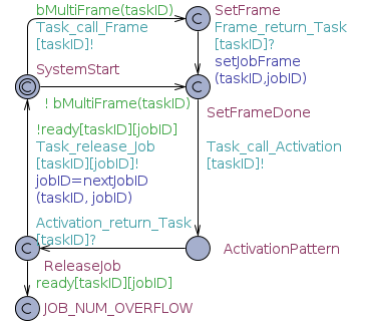 bMultiFrame(taskID)
Task_call_Frame
[taskID]!
SetFrame
Frame_return_Task
[taskID]?
setJobFrame
(taskID,jobID)
SystemStart
! bMultiFrame(taskID)
SetFrameDone
!ready[taskID][jobID]
Task_release_Job
[taskID][jobID]!
jobID=nextJobID
(taskID, jobID)
Task_call_Activation
[taskID]!
Activation_return_Task
[taskID]?
ActivationPattern
ReleaseJob
ready[taskID][jobID]
JOB_NUM_OVERFLOW
C
C
C
C
C